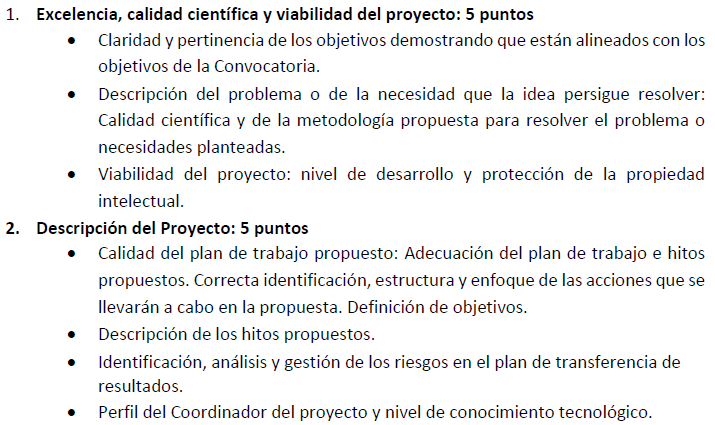 1. Excelencia, calidad científica y viabilidad del proyecto: 5 puntos
• Claridad y pertinencia de los objetivos demostrando que están alineados con los
objetivos de la Convocatoria.
• Descripción del problema o de la necesidad que la idea persigue resolver:
Calidad científica y de la metodología propuesta para resolver el problema o
necesidades planteadas.
• Viabilidad del proyecto: nivel de desarrollo y protección de la propiedad
intelectual.
2. Descripción del Proyecto: 5 puntos
• Calidad del plan de trabajo propuesto: Adecuación del plan de trabajo e hitos
propuestos. Correcta identificación, estructura y enfoque de las acciones que se
llevarán a cabo en la propuesta. Definición de objetivos.
• Descripción de los hitos propuestos.
• Identificación, análisis y gestión de los riesgos en el plan de transferencia de
resultados.
• Perfil del Coordinador del proyecto y nivel de conocimiento tecnológico.